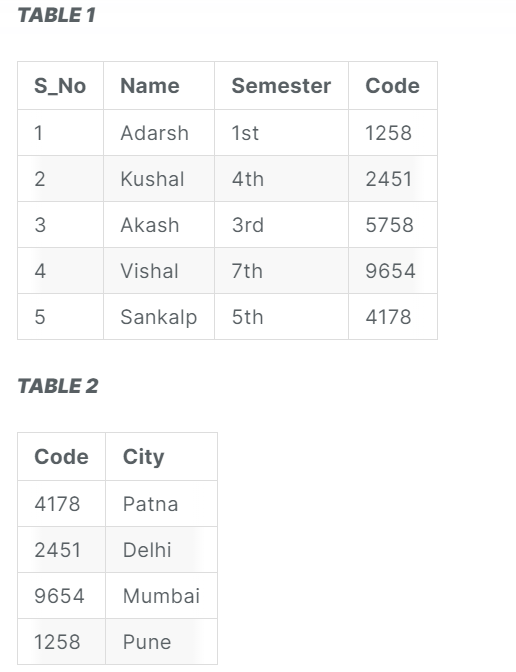 TABLE 1
S_No Name Semester Code
1 Adarsh 1st 1258
2 Kushal 4th 2451
3 Akash 3rd 5758
4 Vishal 7th 9654
5 Sankalp 5th 4178
TABLE 2
Code City
4178 Patna
2451 Delhi
9654 Mumbai
1258 Pune